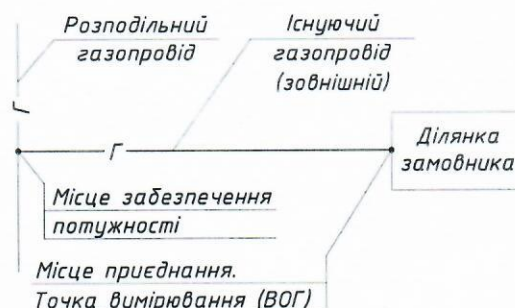 Розподільний
газопровід
Існуючий
газопровід
(зовнішній)
Г
Г
Ділянка
замовника
Місце забезпечення
потужності
Місце приєднання.
Точка вимірювання (ВОГ)